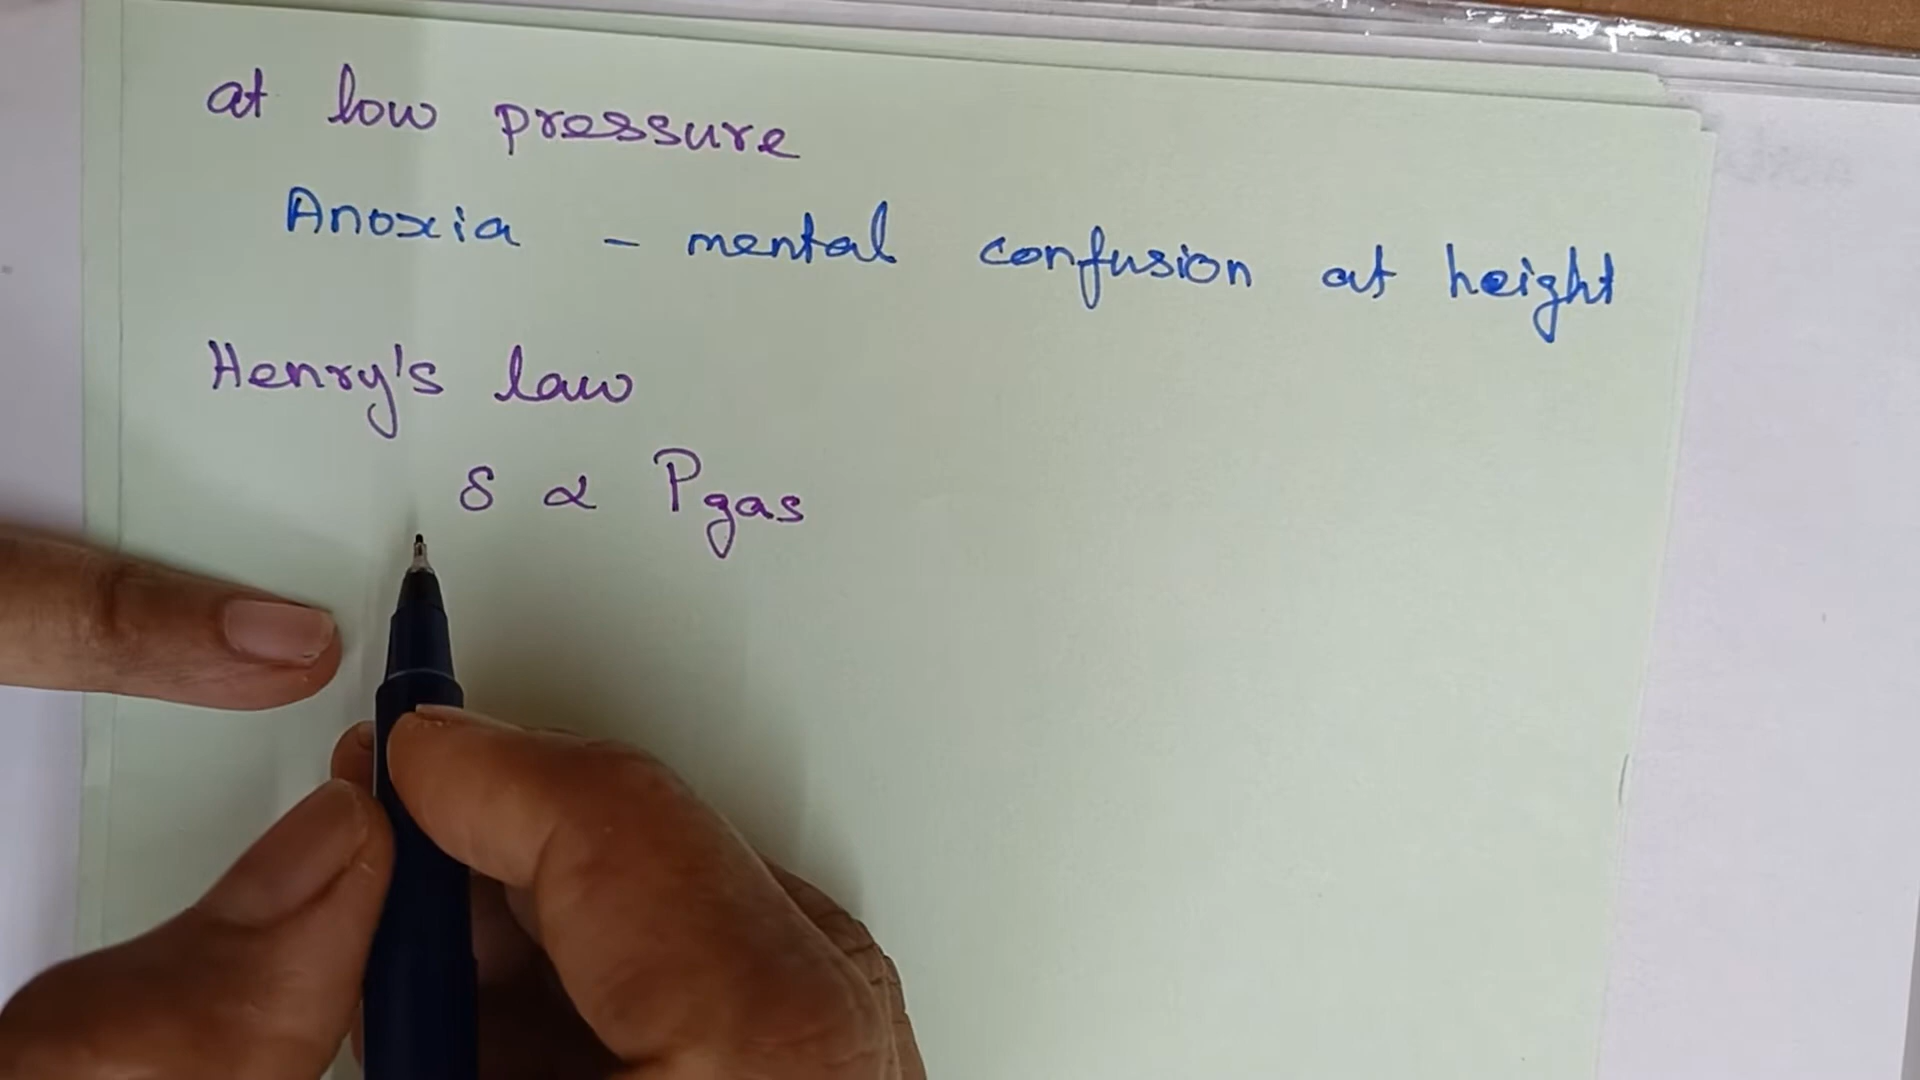 at low pressure
Anoxia - mental confusion at height
Henry's law
S α Pgas